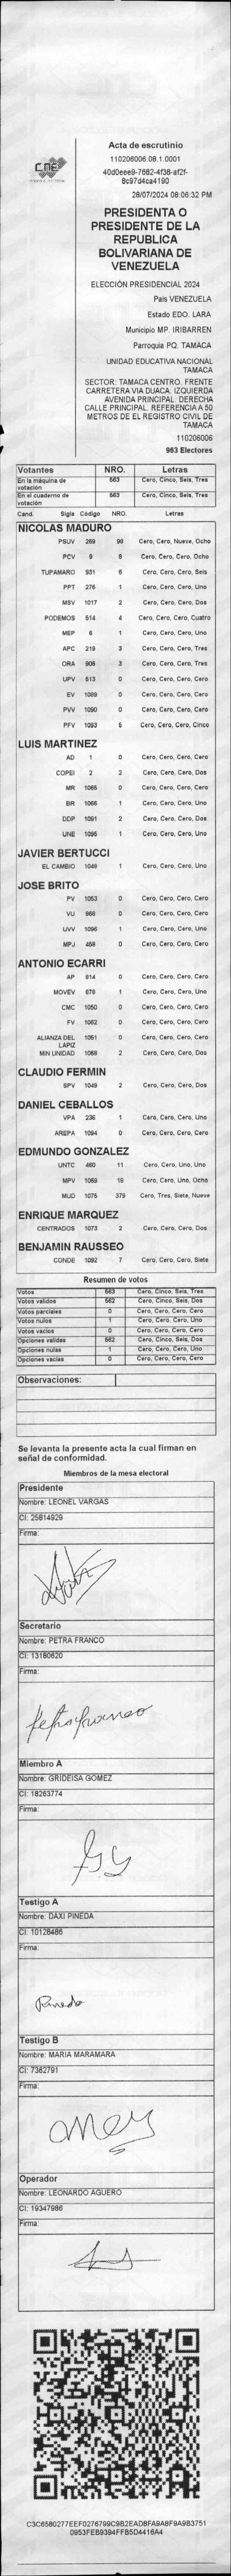 CNE
Acta de escrutinio
110206006.08.1.0001
40d0eee9-7682-4f38-af2f-
8c97d4ca4190
28/07/2024 08:06:32 PM
PRESIDENTA O
PRESIDENTE DE LA
REPUBLICA
BOLIVARIANA DE
VENEZUELA
ELECCIÓN PRESIDENCIAL 2024
País VENEZUELA
Estado EDO. LARA
Municipio MP. IRIBARREN
Parroquia PQ. TAMACA
UNIDAD EDUCATIVA NACIONAL
TAMACA
SECTOR: TAMACA CENTRO. FRENTE
CARRETERA VIA DUACA. IZQUIERDA
AVENIDA PRINCIPAL. DERECHA
CALLE PRINCIPAL. REFERENCIA A 50
METROS DE EL REGISTRO CIVIL DE
TAMACA
110206006
963 Electores
Votantes NRO. Letras
En la máquina de votación 563 Cero, Cinco, Seis, Tres
En el cuaderno de votación 563 Cero, Cinco, Seis, Tres
Cand. Sigla Código NRO. Letras
NICOLAS MADURO
PSUV 269 98 Cero, Cero, Nueve, Ocho
PCV 9 8 Cero, Cero, Cero, Ocho
TUPAMARO 931 6 Cero, Cero, Cero, Seis
PPT 276 1 Cero, Cero, Cero, Uno
MSV 1017 2 Cero, Cero, Cero, Dos
PODEMOS 514 4 Cero, Cero, Cero, Cuatro
MEP 6 1 Cero, Cero, Cero, Uno
APC 219 3 Cero, Cero, Cero, Tres
ORA 906 3 Cero, Cero, Cero, Tres
UPV 613 0 Cero, Cero, Cero, Cero
EV 1089 0 Cero, Cero, Cero, Cero
PVV 1090 0 Cero, Cero, Cero, Cero
PFV 1093 5 Cero, Cero, Cero, Cinco
LUIS MARTINEZ
AD 1 0 Cero, Cero, Cero, Cero
COPEI 2 2 Cero, Cero, Cero, Dos
MR 1065 0 Cero, Cero, Cero, Cero
BR 1066 1 Cero, Cero, Cero, Uno
DDP 1091 2 Cero, Cero, Cero, Dos
UNE 1095 1 Cero, Cero, Cero, Uno
JAVIER BERTUCCI
EL CAMBIO 1048 1 Cero, Cero, Cero, Uno
JOSE BRITO
PV 1053 0 Cero, Cero, Cero, Cero
VU 968 0 Cero, Cero, Cero, Cero
UVV 1096 1 Cero, Cero, Cero, Uno
MPJ 458 0 Cero, Cero, Cero, Cero
ANTONIO ECARRI
AP 914 0 Cero, Cero, Cero, Cero
MOVEV 878 1 Cero, Cero, Cero, Uno
CMC 1050 0 Cero, Cero, Cero, Cero
FV 1082 0 Cero, Cero, Cero, Cero
ALIANZA DEL LAPIZ 1051 0 Cero, Cero, Cero, Cero
MIN UNIDAD 1068 2 Cero, Cero, Cero, Dos
CLAUDIO FERMIN
SPV 1049 2 Cero, Cero, Cero, Dos
DANIEL CEBALLOS
VPA 236 1 Cero, Cero, Cero, Uno
AREPA 1094 0 Cero, Cero, Cero, Cero
EDMUNDO GONZALEZ
UNTC 460 11 Cero, Cero, Uno, Uno
MPV 1069 18 Cero, Cero, Uno, Ocho
MUD 1075 379 Cero, Tres, Siete, Nueve
ENRIQUE MARQUEZ
CENTRADOS 1073 2 Cero, Cero, Cero, Dos
BENJAMIN RAUSSEO
CONDE 1092 7 Cero, Cero, Cero, Siete
Resumen de votos
Votos 563 Cero, Cinco, Seis, Tres
Votos validos 562 Cero, Cinco, Seis, Dos
Votos parciales 0 Cero, Cero, Cero, Cero
Votos nulos 1 Cero, Cero, Cero, Uno
Votos vacios 0 Cero, Cero, Cero, Cero
Opciones validas 562 Cero, Cinco, Seis, Dos
Opciones nulas 1 Cero, Cero, Cero, Uno
Opciones vacias 0 Cero, Cero, Cero, Cero
Observaciones:
Se levanta la presente acta la cual firman en
señal de conformidad.
Miembros de la mesa electoral
Presidente
Nombre: LEONEL VARGAS
CI: 25814929
Firma:
Secretario
Nombre: PETRA FRANCO
CI: 13180620
Firma:
Petra franco
Miembro A
Nombre: GRIDEISA GOMEZ
CI: 18263774
Firma:
Testigo A
Nombre: DAXI PINEDA
CI: 10128486
Firma:
Pineda
Testigo B
Nombre: MARIA MARAMARA
CI: 7362791
Firma:
Operador
Nombre: LEONARDO AGUERO
CI: 19347986
Firma:
C3C6580277EEF0276799C9B2EADBFA9A8F9A9B3751
0953FEB9394FFB5D4416A4